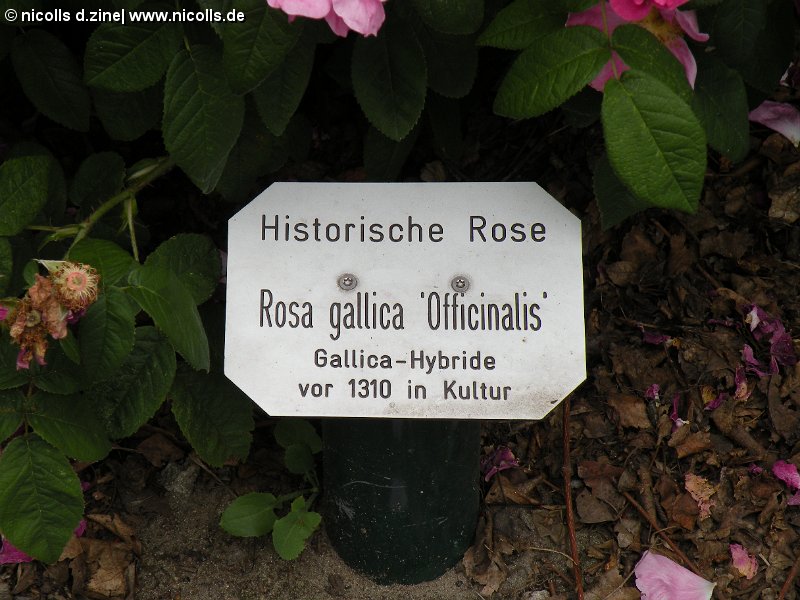 © nicolls d.zine| www.nicolls.de
Historische Rose
Rosa gallica 'Officinalis'
Gallica-Hybride
vor 1310 in Kultur